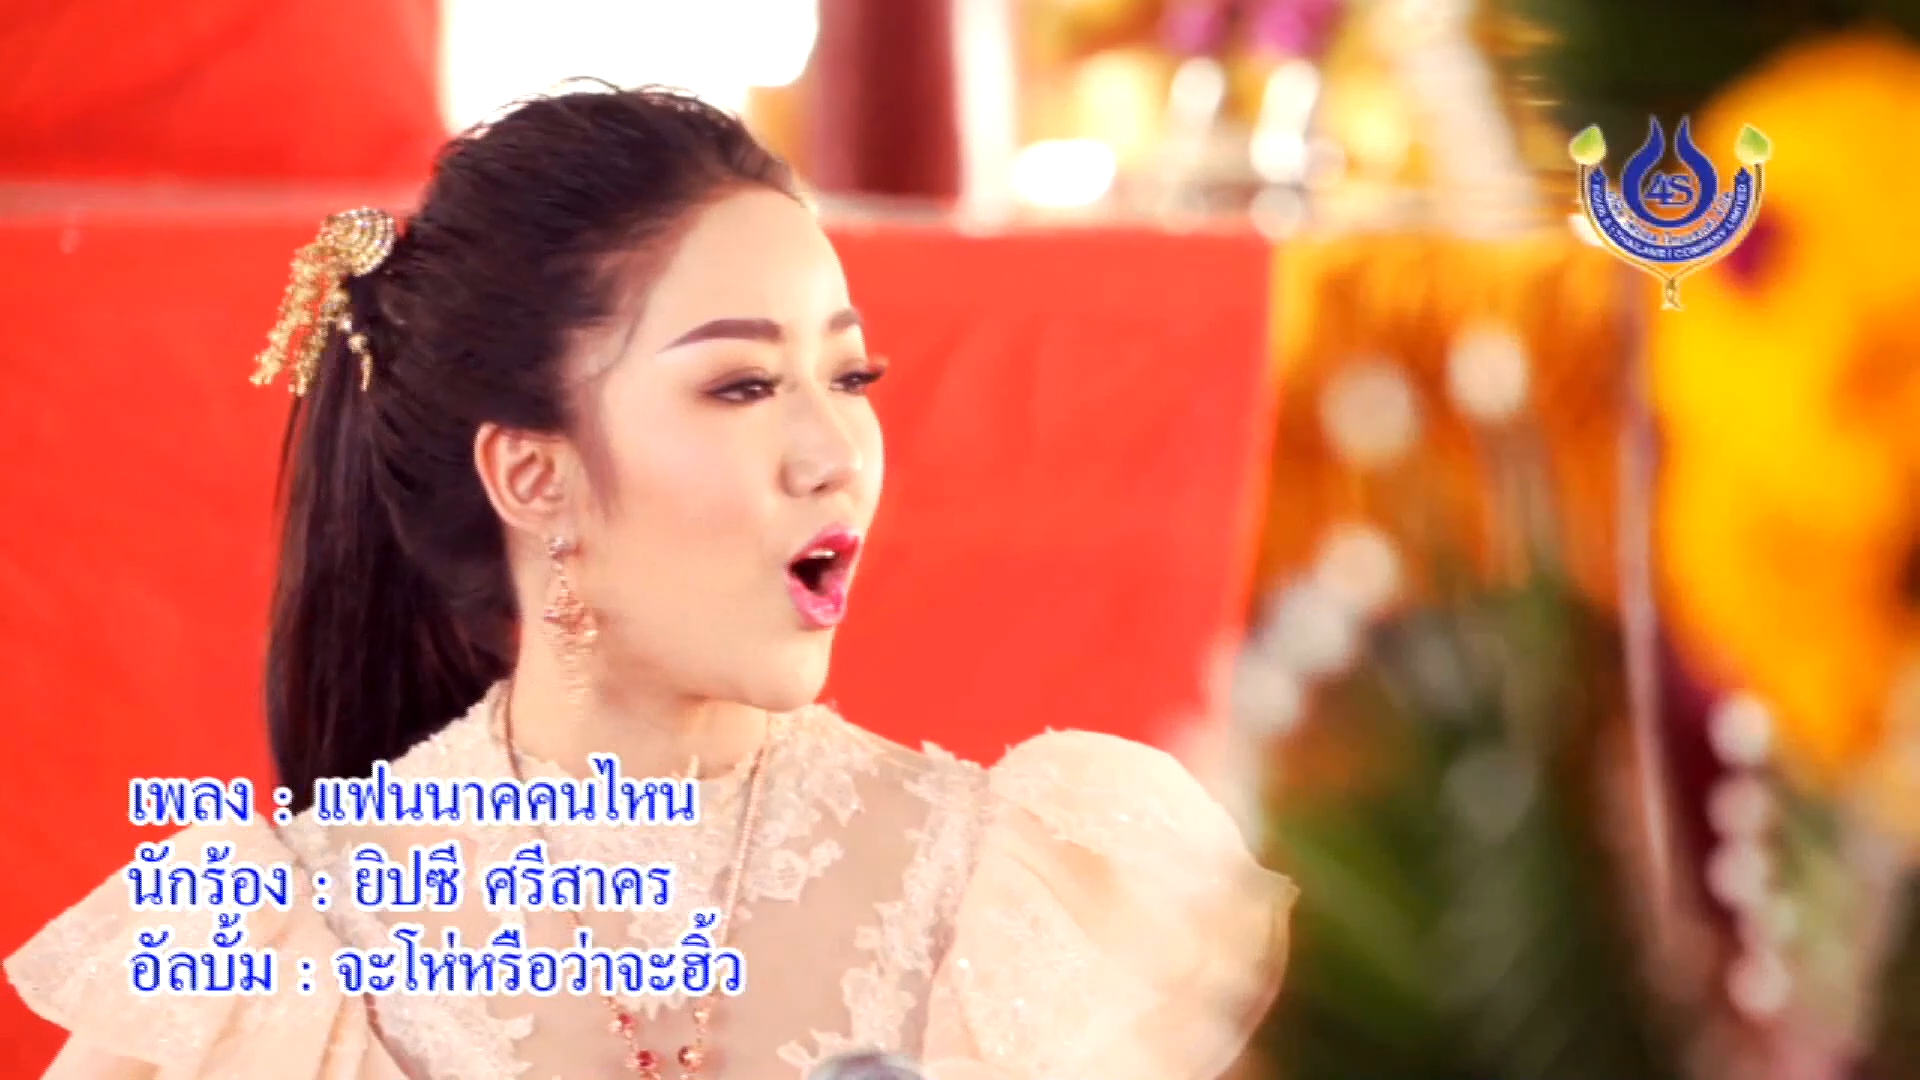 4S
เพลง : แฟนนาคคนไหน
นักร้อง : ยิปซี ศรีสาคร
อัลบั้ม : จะโห่หรือว่าจะฮิ้ว